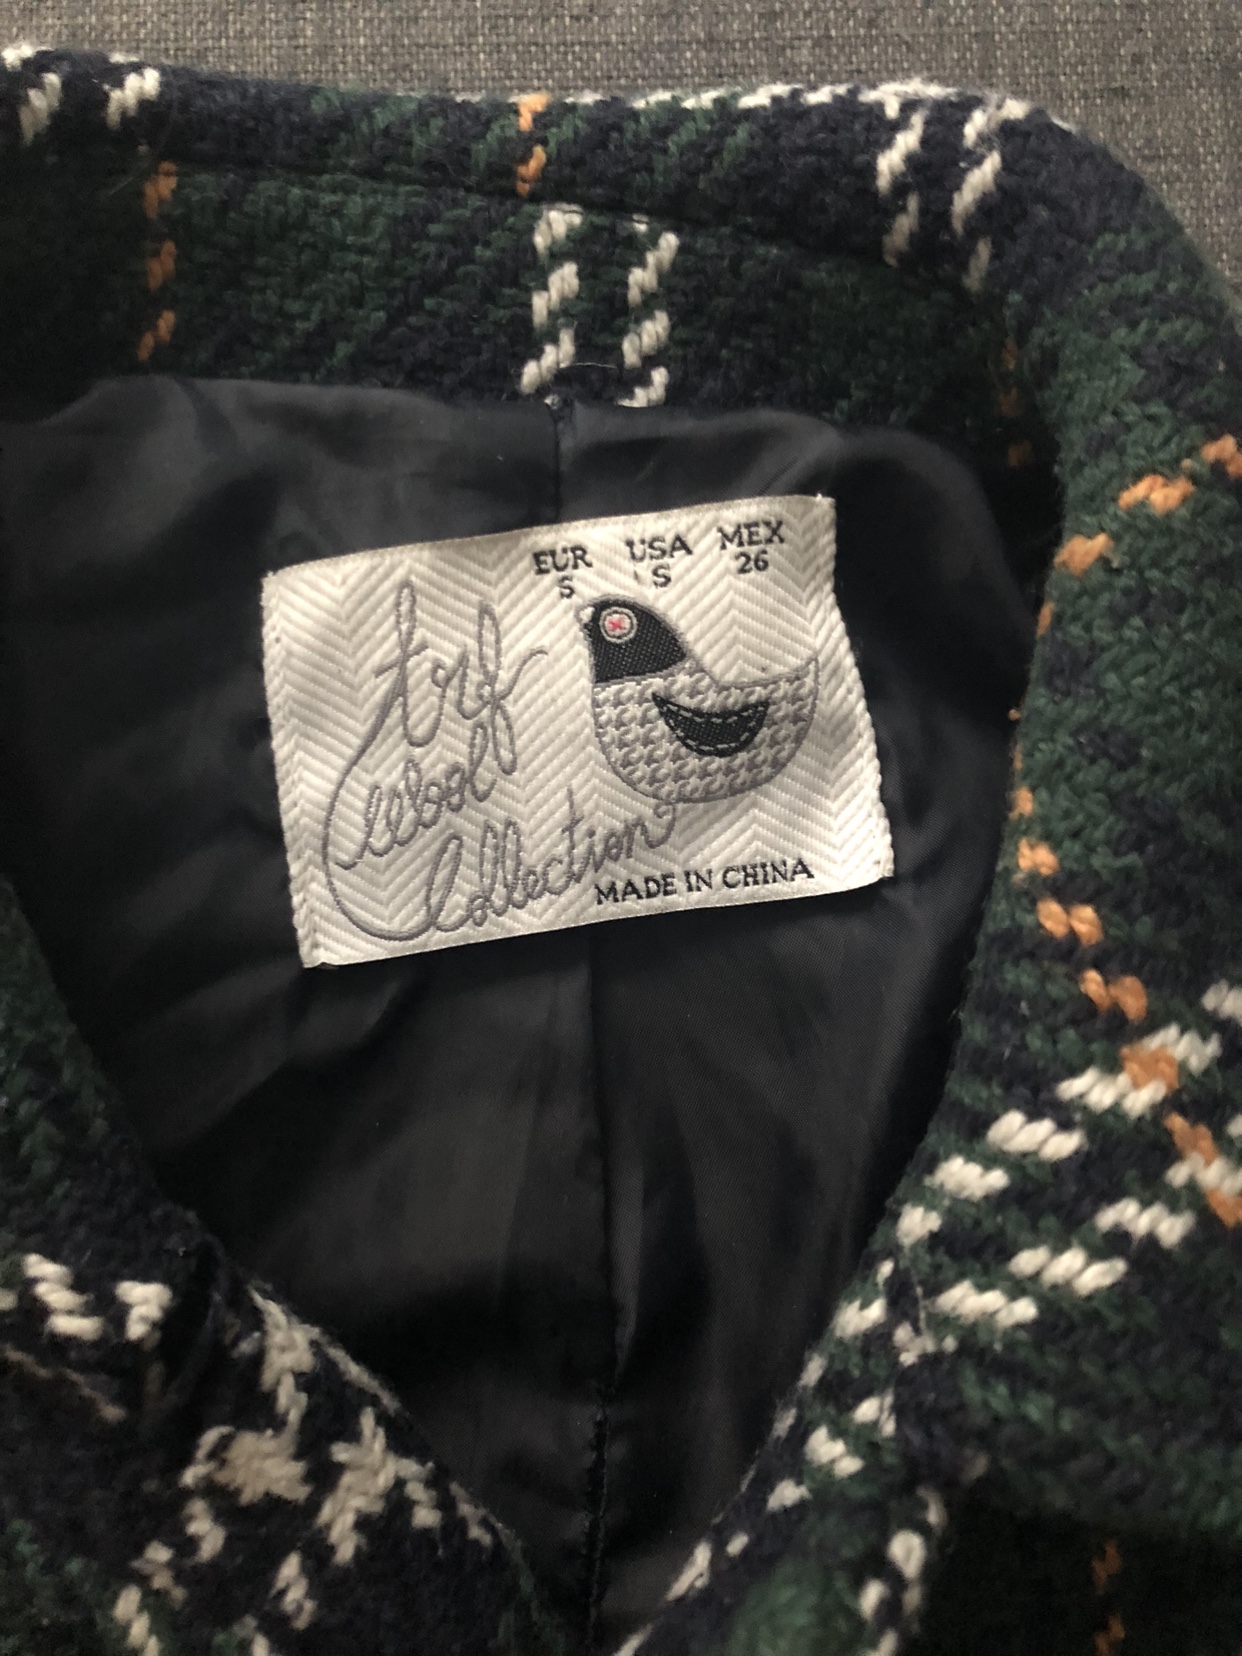 EUR USA MEX
S S 26
trf
wool
Collection
MADE IN CHINA